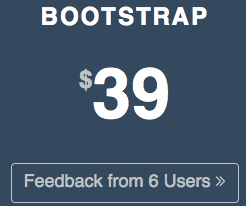 BOOTSTRAP
$39
Feedback from 6 Users »